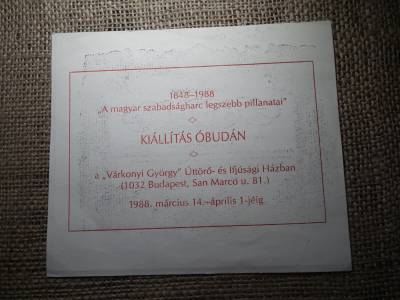 1848–1988
„A magyar szabadságharc legszebb pillanatai”
KIÁLLÍTÁS ÓBUDÁN
a „Várkonyi György” Úttörő- és Ifjúsági Házban
(1032 Budapest, San Marco u. 81.)
1988. március 14.–április 1-jéig